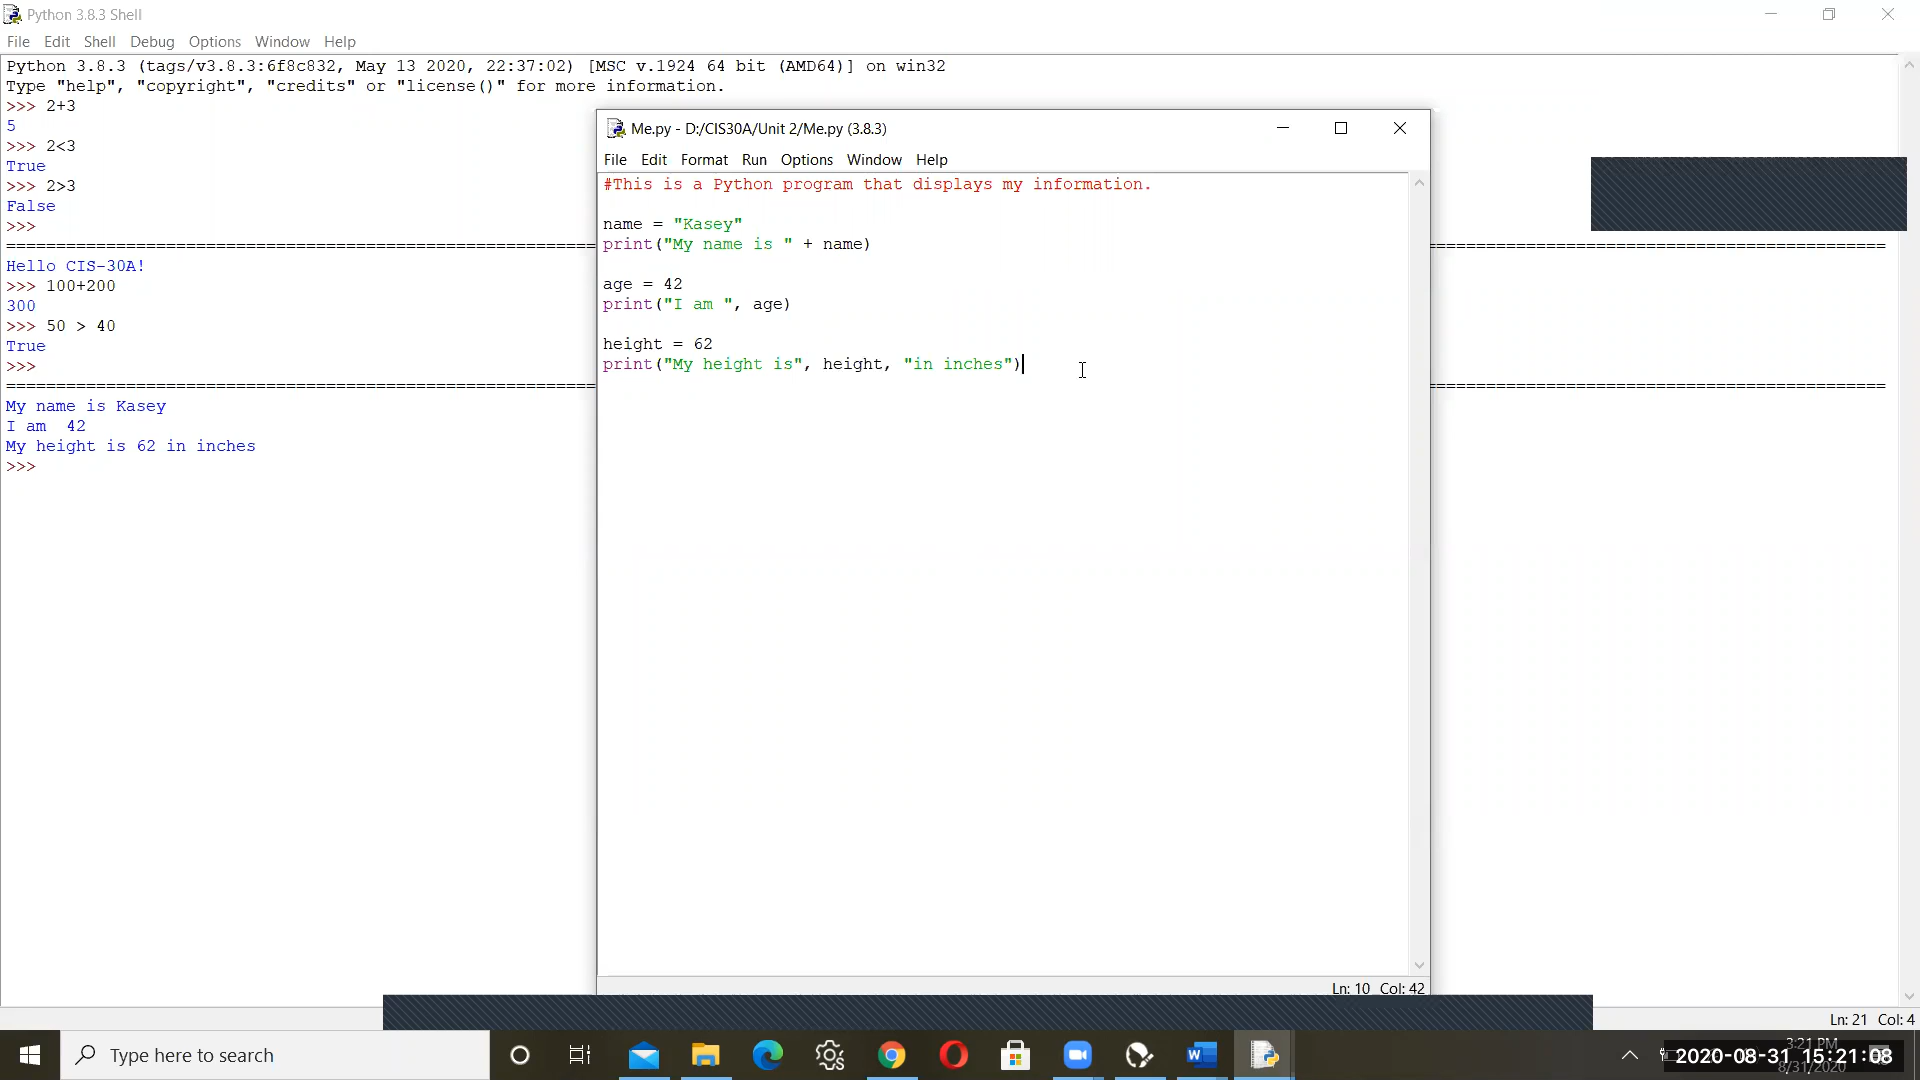 Python 3.8.3 Shell
File Edit Shell Debug Options Window Help
Python 3.8.3 (tags/v3.8.3:6f8c832, May 13 2020, 22:37:02) [MSC v.1924 64 bit (AMD64)] on win32
Type "help", "copyright", "credits" or "license()" for more information.
>>> 2+3
5
>>> 2<3
True
>>> 2>3
False
>>>
Hello CIS-30A!
>>> 100+200
300
>>> 50 > 40
True
>>>
My name is Kasey
I am  42
My height is 62 in inches
>>>
Me.py - D:/CIS30A/Unit 2/Me.py (3.8.3)
File Edit Format Run Options Window Help
#This is a Python program that displays my information.
name = "Kasey"
print("My name is " + name)
age = 42
print("I am ", age)
height = 62
print("My height is", height, "in inches")
Ln: 10 Col: 42
Ln: 21 Col: 4
Type here to search
3:21 PM
2020-08-31 15:21:08
8/31/2020